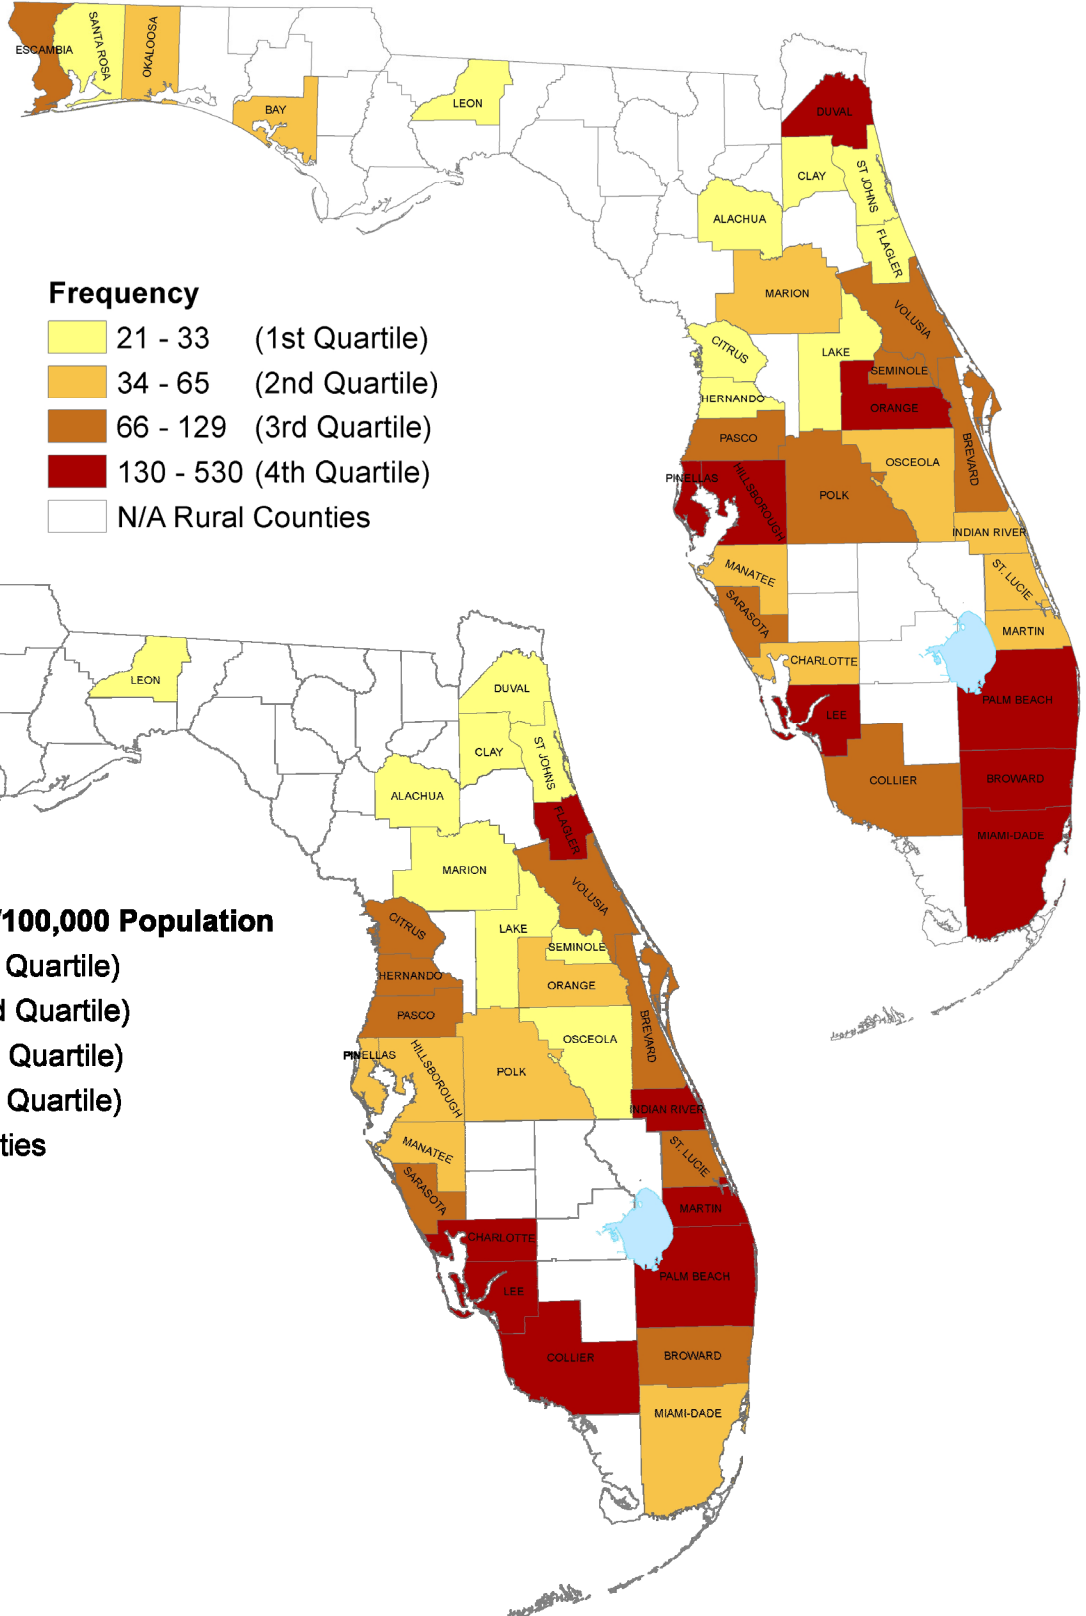 ESCAMBIA
SANTA ROSA
OKALOOSA
BAY
LEON
DUVAL
CLAY
ST JOHNS
ALACHUA
FLAGLER
MARION
VOLUSIA
CITRUS
LAKE
SEMINOLE
HERNANDO
ORANGE
PASCO
BREVARD
OSCEOLA
PINELLAS
HILLSBOROUGH
POLK
INDIAN RIVER
MANATEE
ST. LUCIE
SARASOTA
MARTIN
CHARLOTTE
PALM BEACH
LEE
COLLIER
BROWARD
MIAMI-DADE
Frequency
21 - 33 (1st Quartile)
34 - 65 (2nd Quartile)
66 - 129 (3rd Quartile)
130 - 530 (4th Quartile)
N/A Rural Counties
LEON
DUVAL
CLAY
ST JOHNS
ALACHUA
FLAGLER
MARION
VOLUSIA
CITRUS
LAKE
SEMINOLE
HERNANDO
ORANGE
PASCO
BREVARD
OSCEOLA
PINELLAS
HILLSBOROUGH
POLK
INDIAN RIVER
MANATEE
ST. LUCIE
SARASOTA
MARTIN
CHARLOTTE
PALM BEACH
LEE
COLLIER
BROWARD
MIAMI-DADE
/100,000 Population
Quartile)
d Quartile)
Quartile)
Quartile)
ties